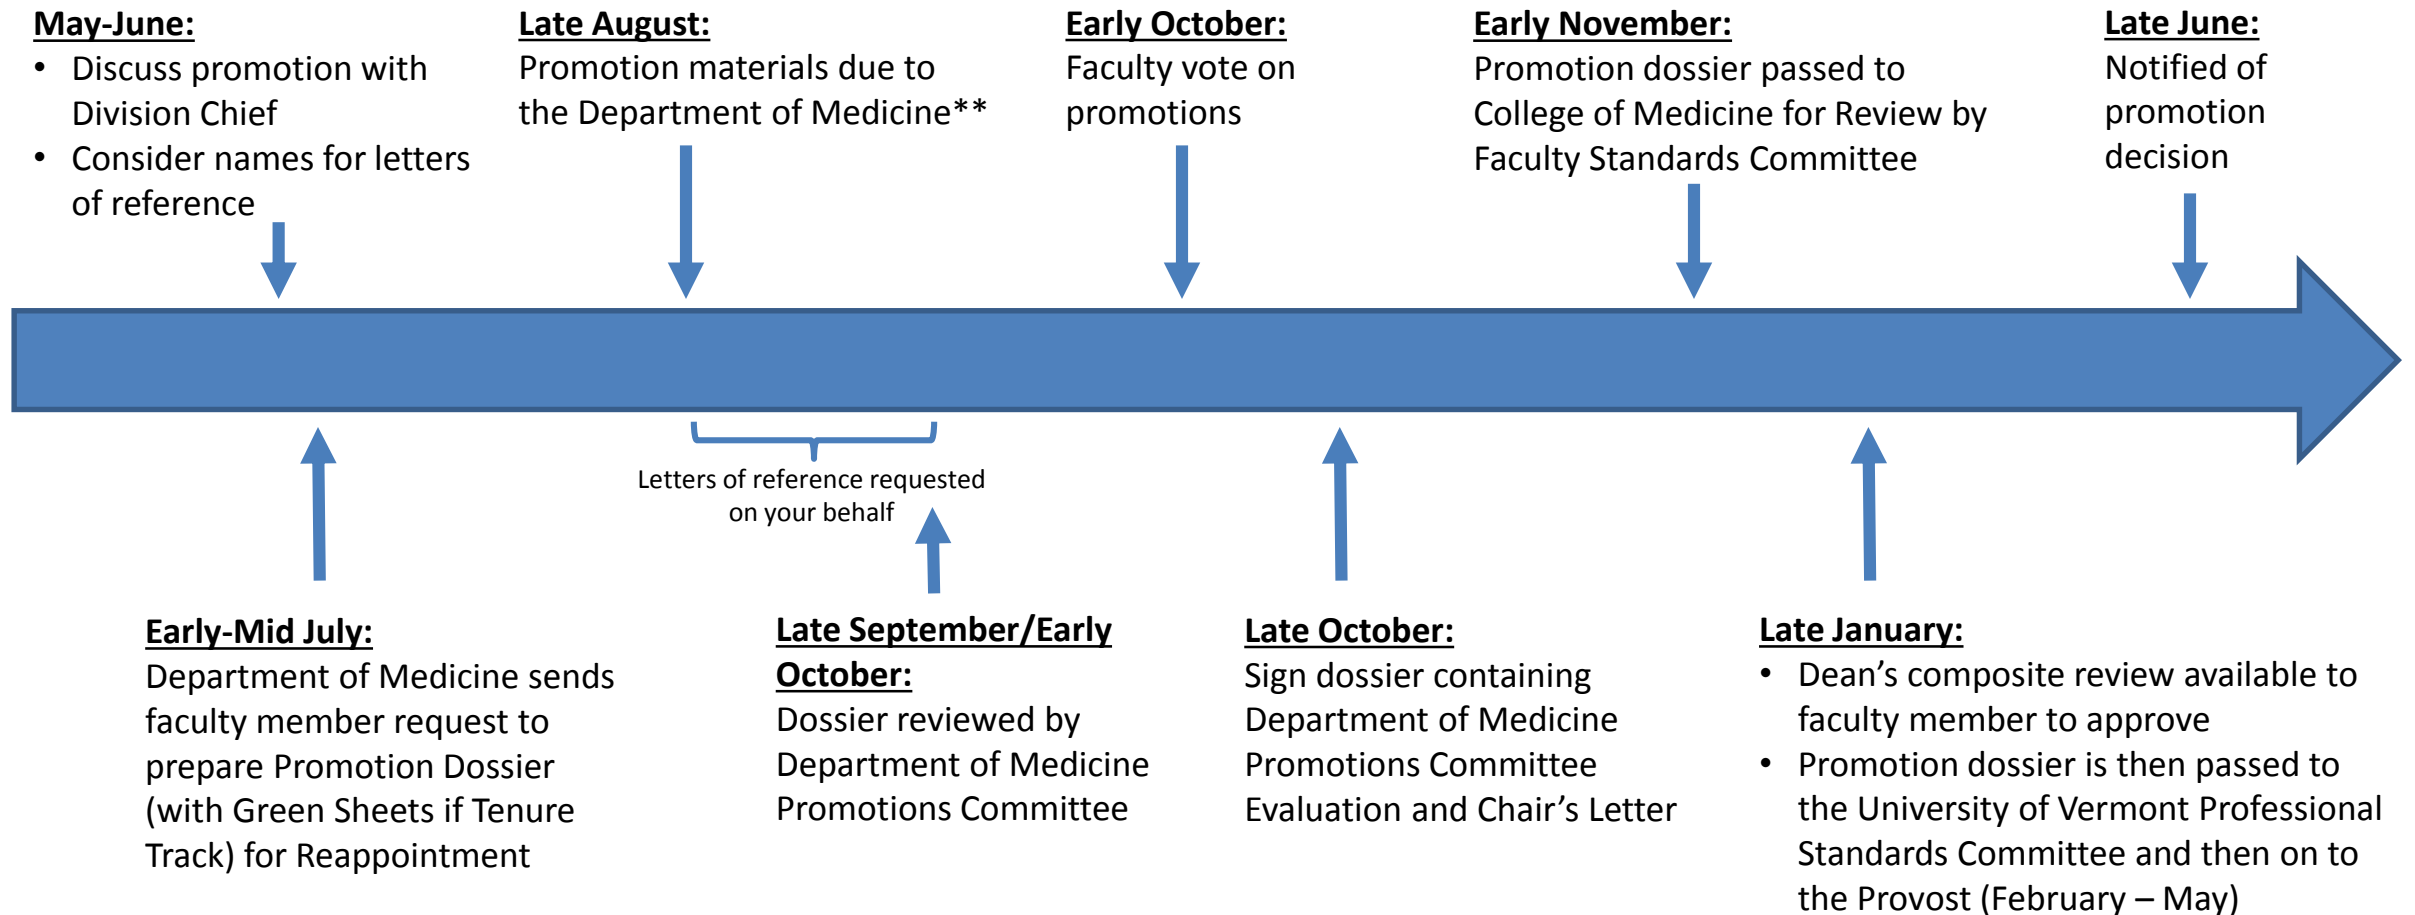 May-June:
• Discuss promotion with
Division Chief
• Consider names for letters
of reference
Late August:
Promotion materials due to
the Department of Medicine**
Early October:
Faculty vote on
promotions
Early November:
Promotion dossier passed to
College of Medicine for Review by
Faculty Standards Committee
Late June:
Notified of
promotion
decision
Letters of reference requested
on your behalf
Early-Mid July:
Department of Medicine sends
faculty member request to
prepare Promotion Dossier
(with Green Sheets if Tenure
Track) for Reappointment
Late September/Early
October:
Dossier reviewed by
Department of Medicine
Promotions Committee
Late October:
Sign dossier containing
Department of Medicine
Promotions Committee
Evaluation and Chair’s Letter
Late January:
• Dean’s composite review available to
faculty member to approve
• Promotion dossier is then passed to
the University of Vermont Professional
Standards Committee and then on to
the Provost (February – May)